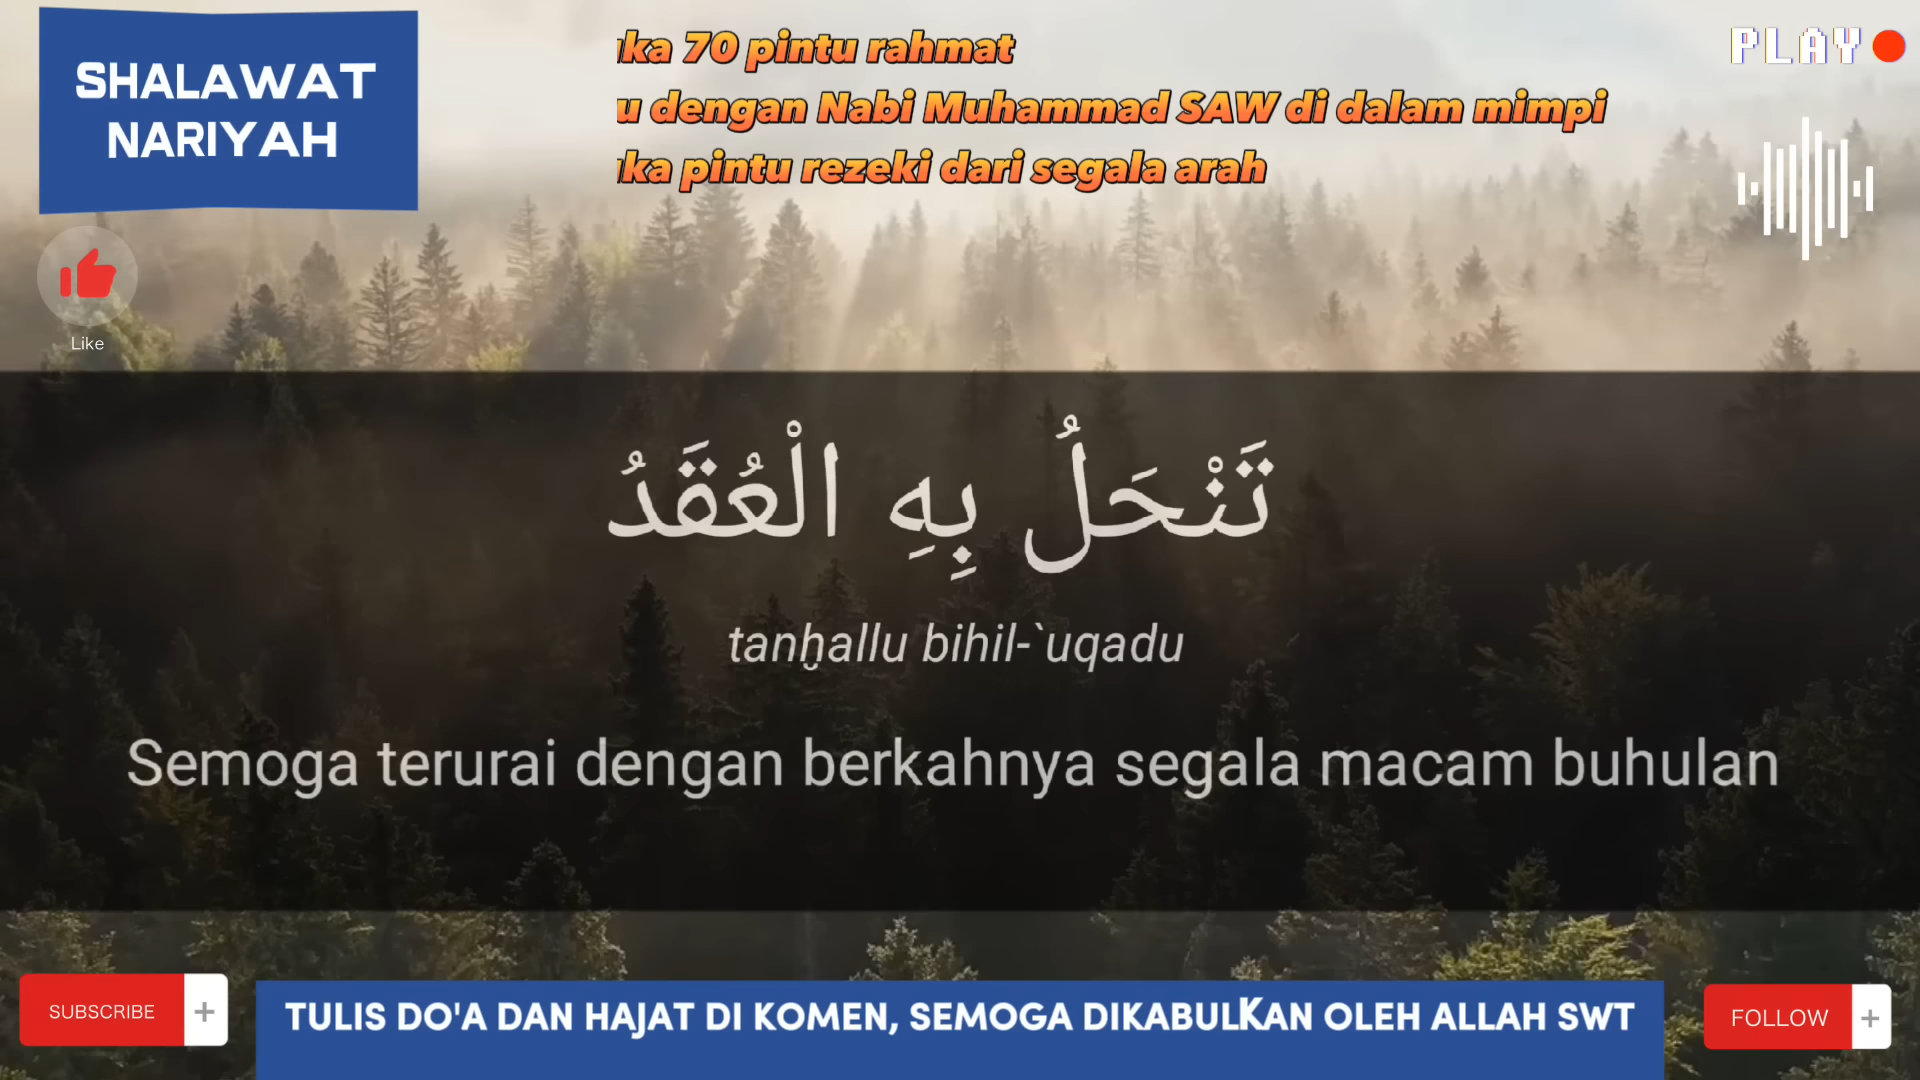 SHALAWAT
NARIYAH
70 pintu rahmat
dengan Nabi Muhammad SAW di dalam mimpi
pintu rezeki dari segala arah
PLAY
Like
تَنْحَلُ بِهِ الْعُقَدُ
tanḫallu bihil-`uqadu
Semoga terurai dengan berkahnya segala macam buhulan
SUBSCRIBE +
TULIS DO'A DAN HAJAT DI KOMEN, SEMOGA DIKABULKAN OLEH ALLAH SWT
FOLLOW +